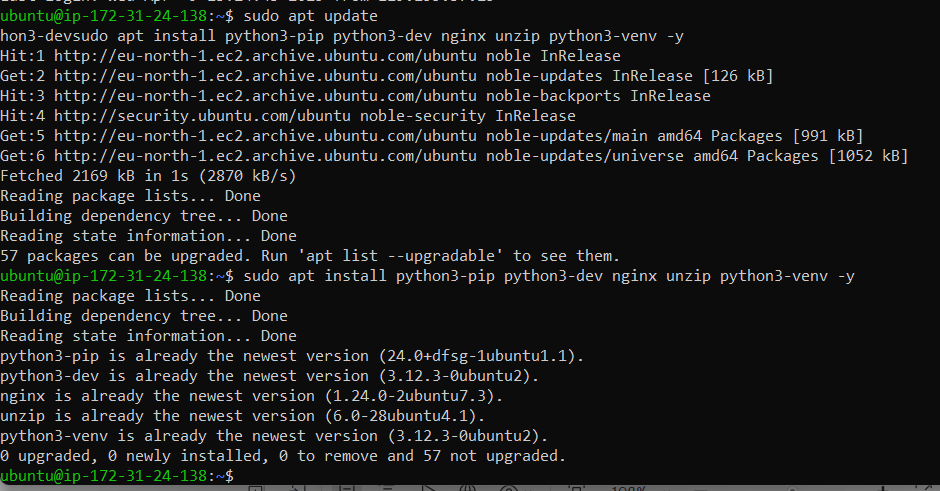 ubuntu@ip-172-31-24-138:~$ sudo apt update
hon3-devsudo apt install python3-pip python3-dev nginx unzip python3-venv -y
Hit:1 http://eu-north-1.ec2.archive.ubuntu.com/ubuntu noble InRelease
Get:2 http://eu-north-1.ec2.archive.ubuntu.com/ubuntu noble-updates InRelease [126 kB]
Hit:3 http://eu-north-1.ec2.archive.ubuntu.com/ubuntu noble-backports InRelease
Hit:4 http://security.ubuntu.com/ubuntu noble-security InRelease
Get:5 http://eu-north-1.ec2.archive.ubuntu.com/ubuntu noble-updates/main amd64 Packages [991 kB]
Get:6 http://eu-north-1.ec2.archive.ubuntu.com/ubuntu noble-updates/universe amd64 Packages [1052 kB]
Fetched 2169 kB in 1s (2870 kB/s)
Reading package lists... Done
Building dependency tree... Done
Reading state information... Done
57 packages can be upgraded. Run 'apt list --upgradable' to see them.
ubuntu@ip-172-31-24-138:~$ sudo apt install python3-pip python3-dev nginx unzip python3-venv -y
Reading package lists... Done
Building dependency tree... Done
Reading state information... Done
python3-pip is already the newest version (24.0+dfsg-1ubuntu1.1).
python3-dev is already the newest version (3.12.3-0ubuntu2).
nginx is already the newest version (1.24.0-2ubuntu7.3).
unzip is already the newest version (6.0-28ubuntu4.1).
python3-venv is already the newest version (3.12.3-0ubuntu2).
0 upgraded, 0 newly installed, 0 to remove and 57 not upgraded.
ubuntu@ip-172-31-24-138:~$